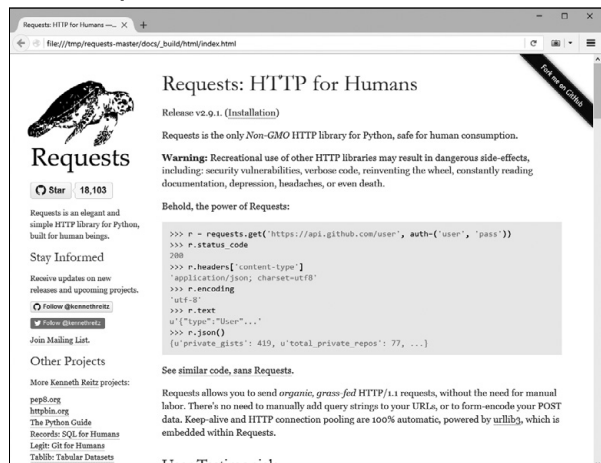 Requests: HTTP for Humans —...
file:///tmp/requests-master/docs/_build/html/index.html
Fork me on GitHub
Requests
Star 18,103
Requests is an elegant and
simple HTTP library for Python,
built for human beings.
Stay Informed
Receive updates on new
releases and upcoming projects.
Follow @kennethreitz
Follow @kennethreitz
Join Mailing List.
Other Projects
More Kenneth Reitz projects:
pep8.org
httpbin.org
The Python Guide
Records: SQL for Humans
Legit: Git for Humans
Tablib: Tabular Datasets
Requests: HTTP for Humans
Release v2.9.1. (Installation)
Requests is the only Non-GMO HTTP library for Python, safe for human consumption.
Warning: Recreational use of other HTTP libraries may result in dangerous side-effects,
including: security vulnerabilities, verbose code, reinventing the wheel, constantly reading
documentation, depression, headaches, or even death.
Behold, the power of Requests:
>>> r = requests.get('https://api.github.com/user', auth=('user', 'pass'))
>>> r.status_code
200
>>> r.headers['content-type']
'application/json; charset=utf8'
>>> r.encoding
'utf-8'
>>> r.text
u'{"type":"User"...'
>>> r.json()
{u'private_gists': 419, u'total_private_repos': 77, ...}
See similar code, sans Requests.
Requests allows you to send organic, grass-fed HTTP/1.1 requests, without the need for manual
labor. There's no need to manually add query strings to your URLs, or to form-encode your POST
data. Keep-alive and HTTP connection pooling are 100% automatic, powered by urllib3, which is
embedded within Requests.